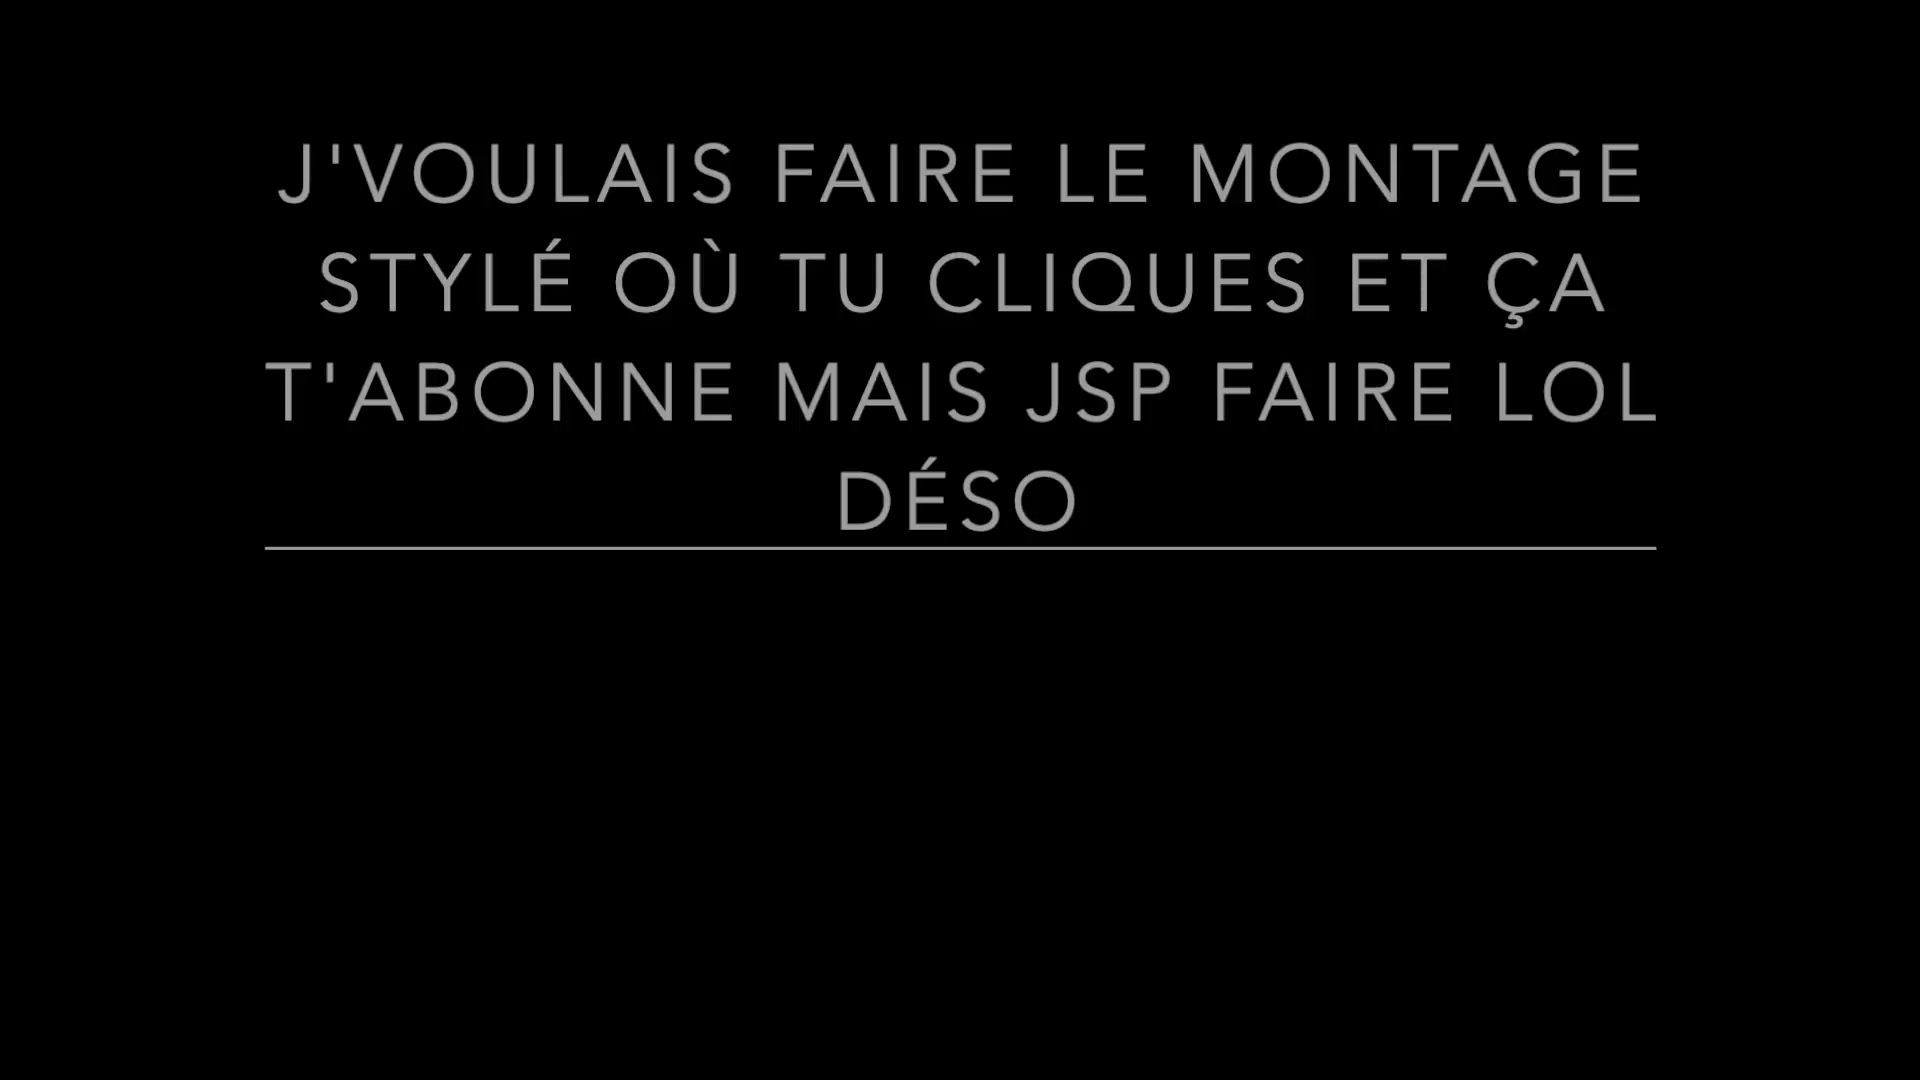 J'VOULAIS FAIRE LE MONTAGE
STYLÉ OÙ TU CLIQUES ET ÇA
T'ABONNE MAIS JSP FAIRE LOL
DÉSO